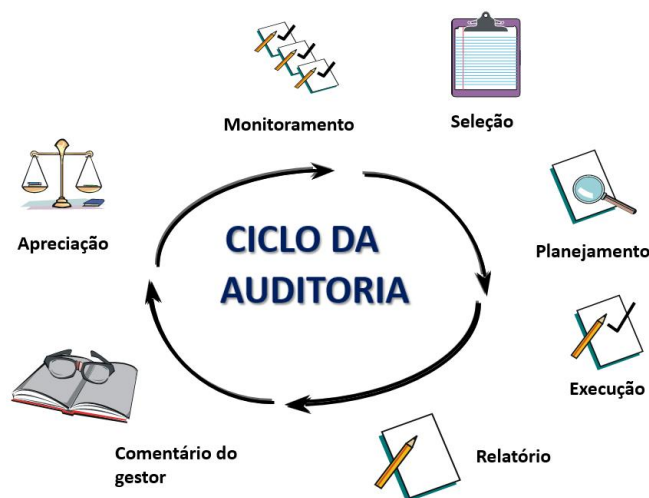 Monitoramento
Seleção
Apreciação
CICLO DA
AUDITORIA
Planejamento
Execução
Comentário do
gestor
Relatório